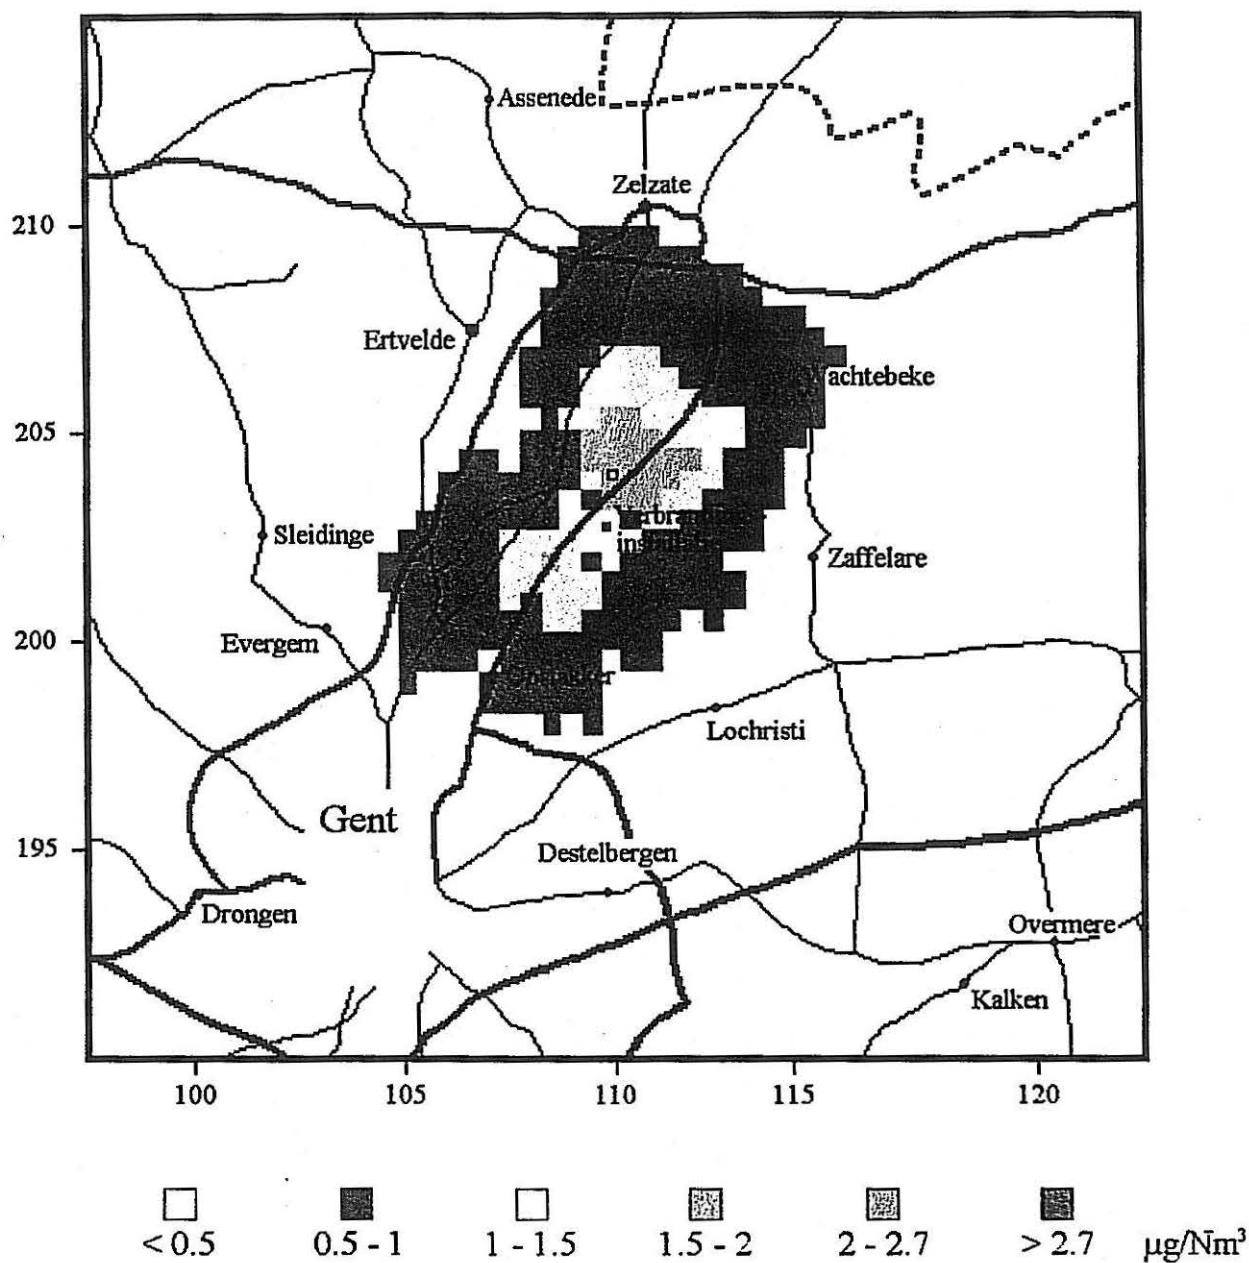 Assenede
Zelzate
210
Ertvelde
achtebeke
205
Sleidinge
Zaffelare
Evergem
200
Lochristi
Gent
195
Destelbergen
Drongen
Overmere
Kalken
100 105 110 115 120
< 0.5 0.5 - 1 1 - 1.5 1.5 - 2 2 - 2.7 > 2.7 µg/Nm³